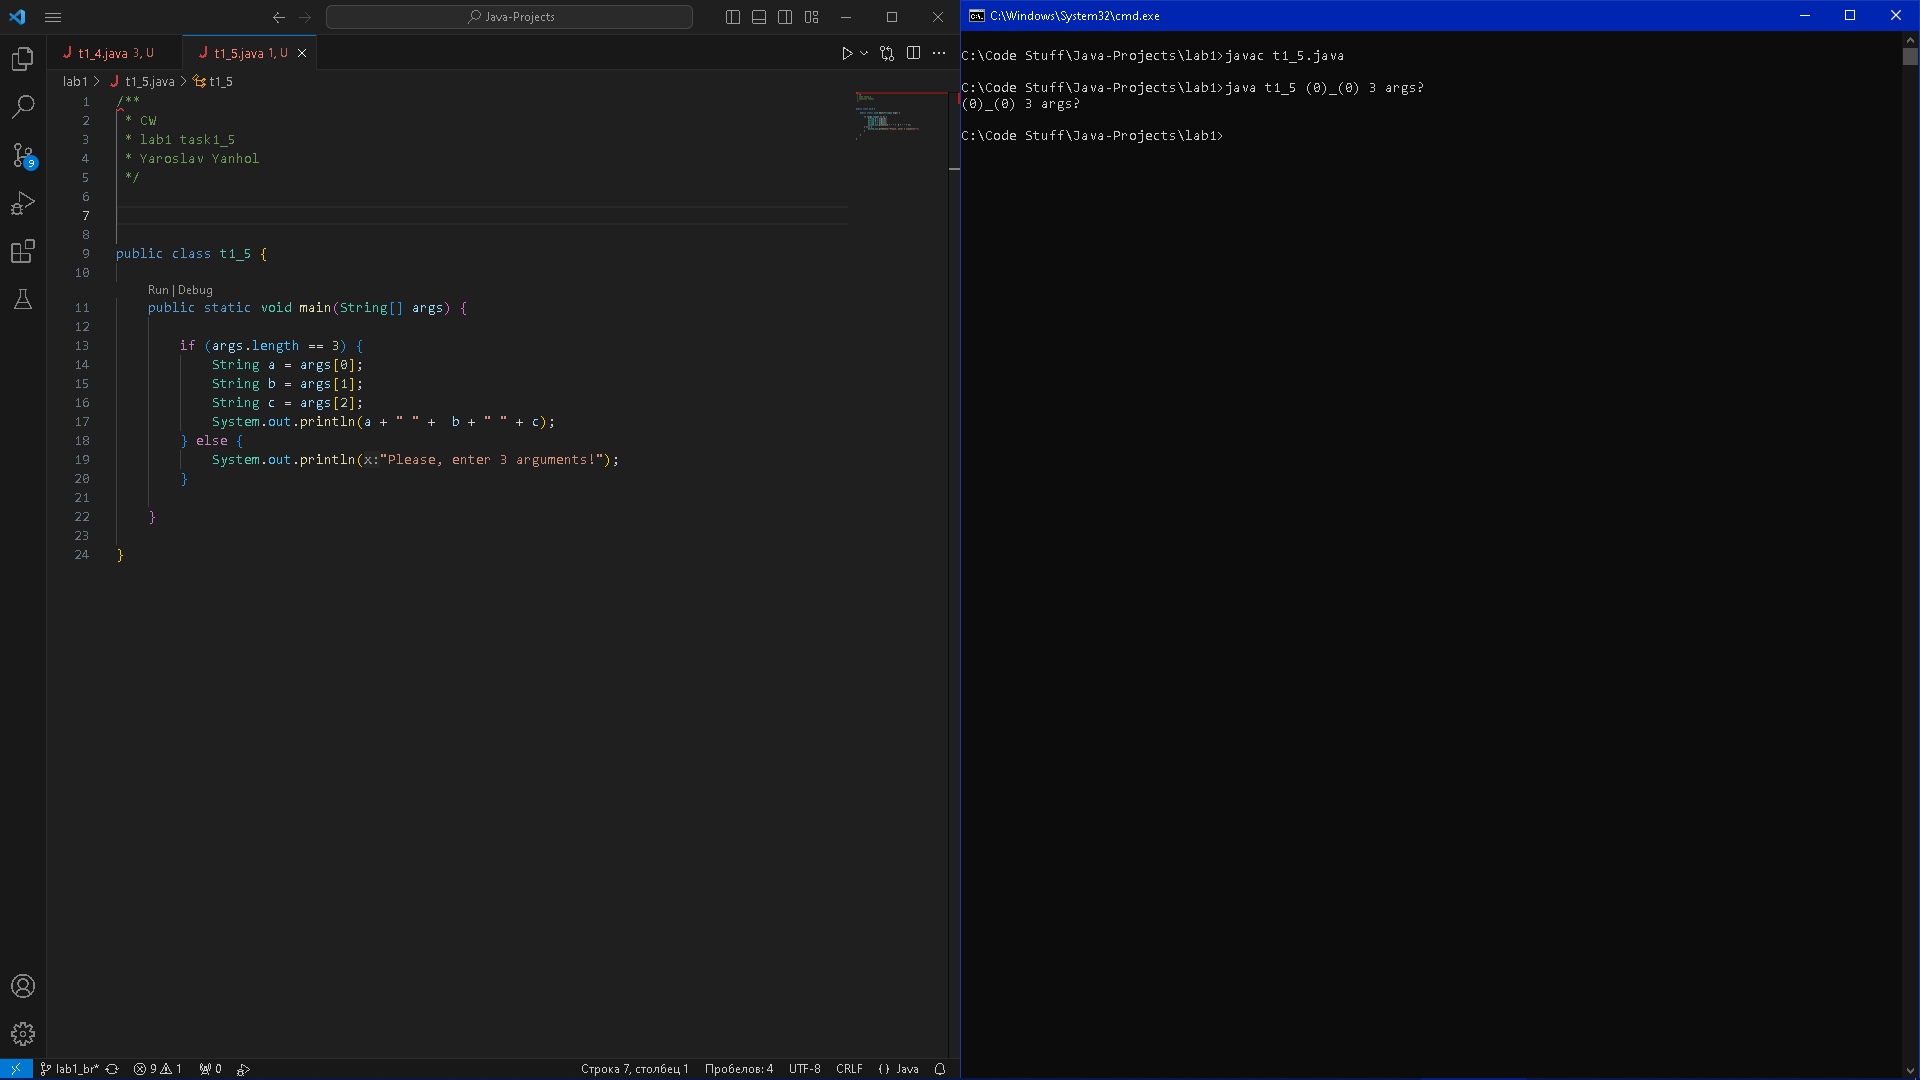 Java-Projects
t1_4.java 3, U
t1_5.java 1, U
lab1 > t1_5.java > t1_5
1 /**
2 * CW
3 * lab1 task1_5
4 * Yaroslav Yanhol
5 */
6
7
8
9 public class t1_5 {
10
Run | Debug
11 public static void main(String[] args) {
12
13 if (args.length == 3) {
14 String a = args[0];
15 String b = args[1];
16 String c = args[2];
17 System.out.println(a + " " +  b + " " + c);
18 } else {
19 System.out.println(x:"Please, enter 3 arguments!");
20 }
21
22 }
23
24 }
9
lab1_br* 9 1 0
Строка 7, столбец 1 Пробелов: 4 UTF-8 CRLF {} Java
C:\Windows\System32\cmd.exe
C:\Code Stuff\Java-Projects\lab1>javac t1_5.java
C:\Code Stuff\Java-Projects\lab1>java t1_5 (0)_(0) 3 args?
(0)_(0) 3 args?
C:\Code Stuff\Java-Projects\lab1>